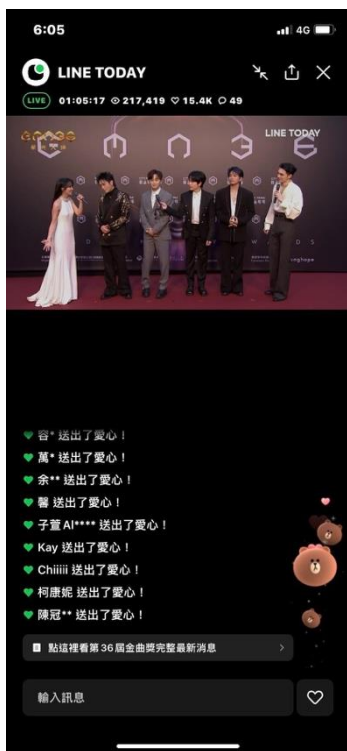 6:05
4G
LINE TODAY
LIVE 01:05:17 217,419 15.4K 49
LINE TODAY
容* 送出了愛心！
萬* 送出了愛心！
余** 送出了愛心！
馨 送出了愛心！
子萱 Al**** 送出了愛心！
Kay 送出了愛心！
Chiiiii 送出了愛心！
柯康妮 送出了愛心！
陳冠** 送出了愛心！
點這裡看第 36 屆金曲獎完整最新消息
輸入訊息